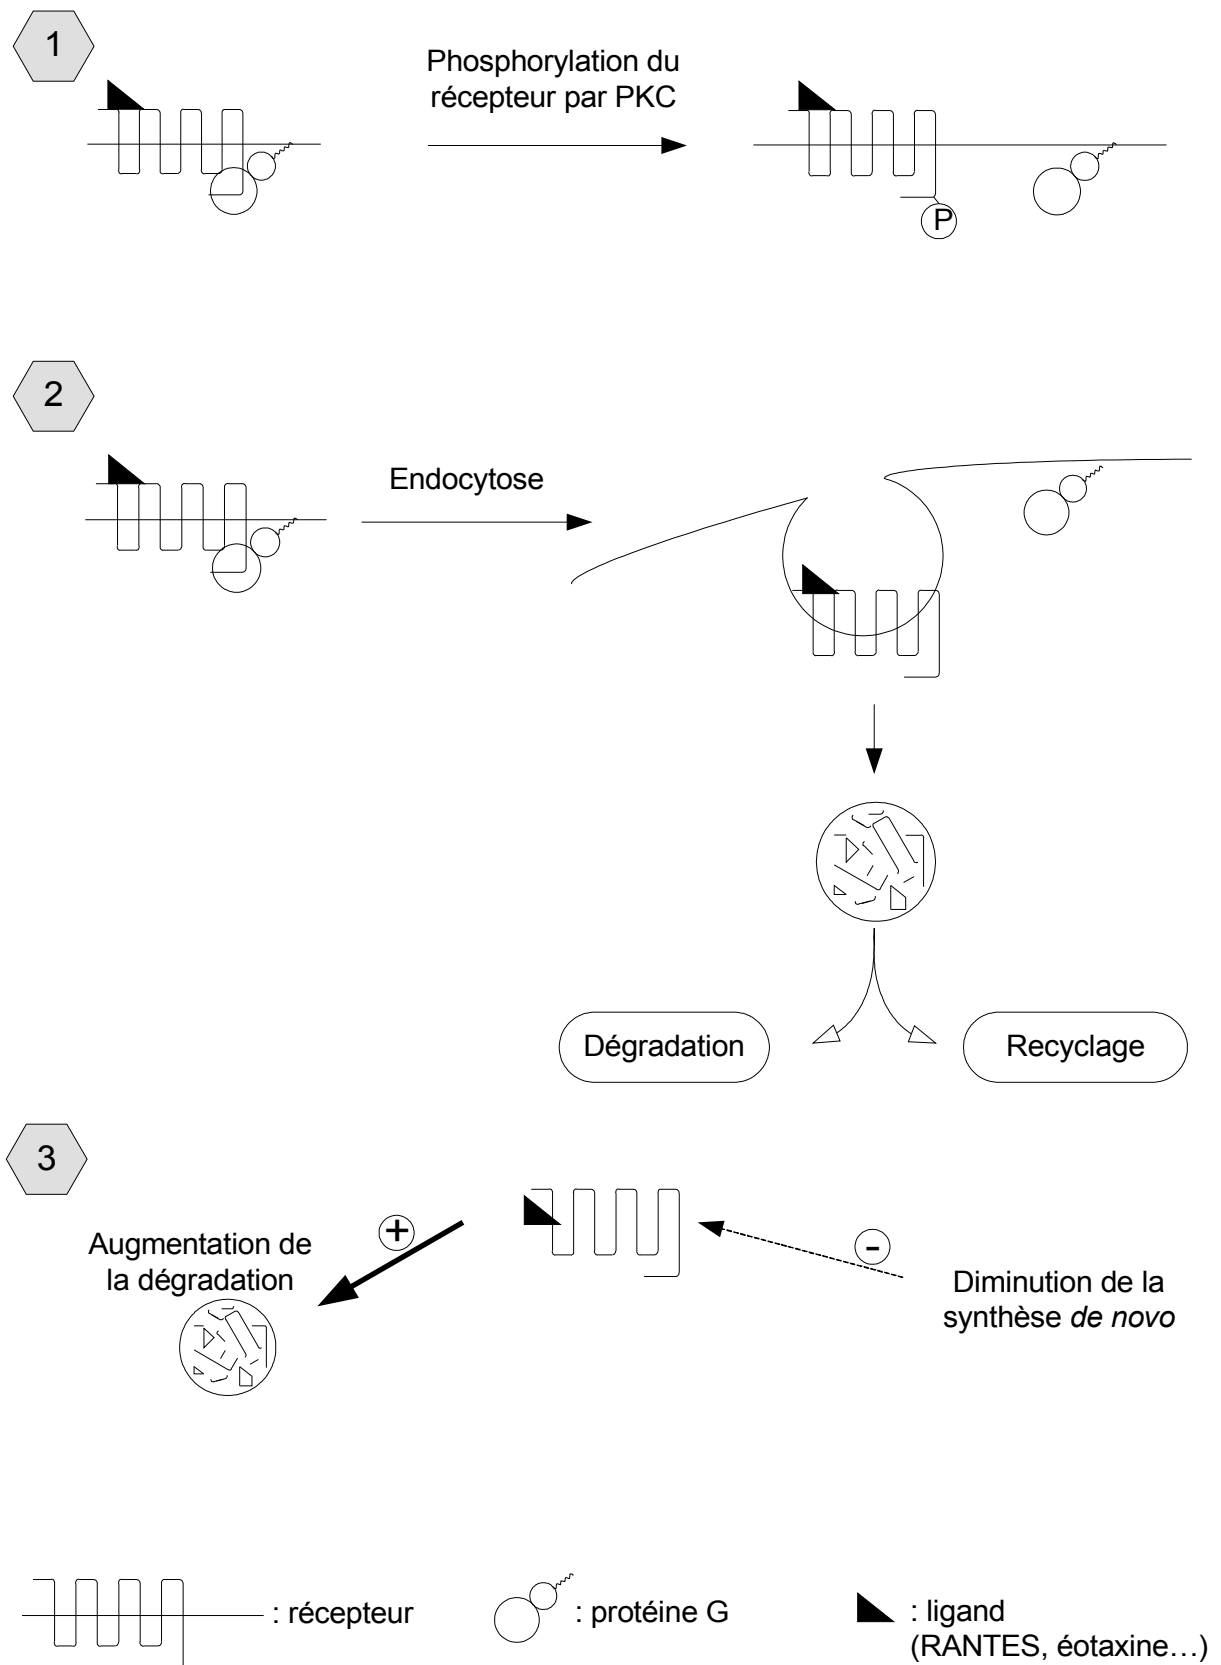 1
Phosphorylation du
récepteur par PKC
P
2
Endocytose
Dégradation
Recyclage
3
Augmentation de
la dégradation
+
-
Diminution de la
synthèse de novo
: récepteur
: protéine G
: ligand
(RANTES, éotaxine...)